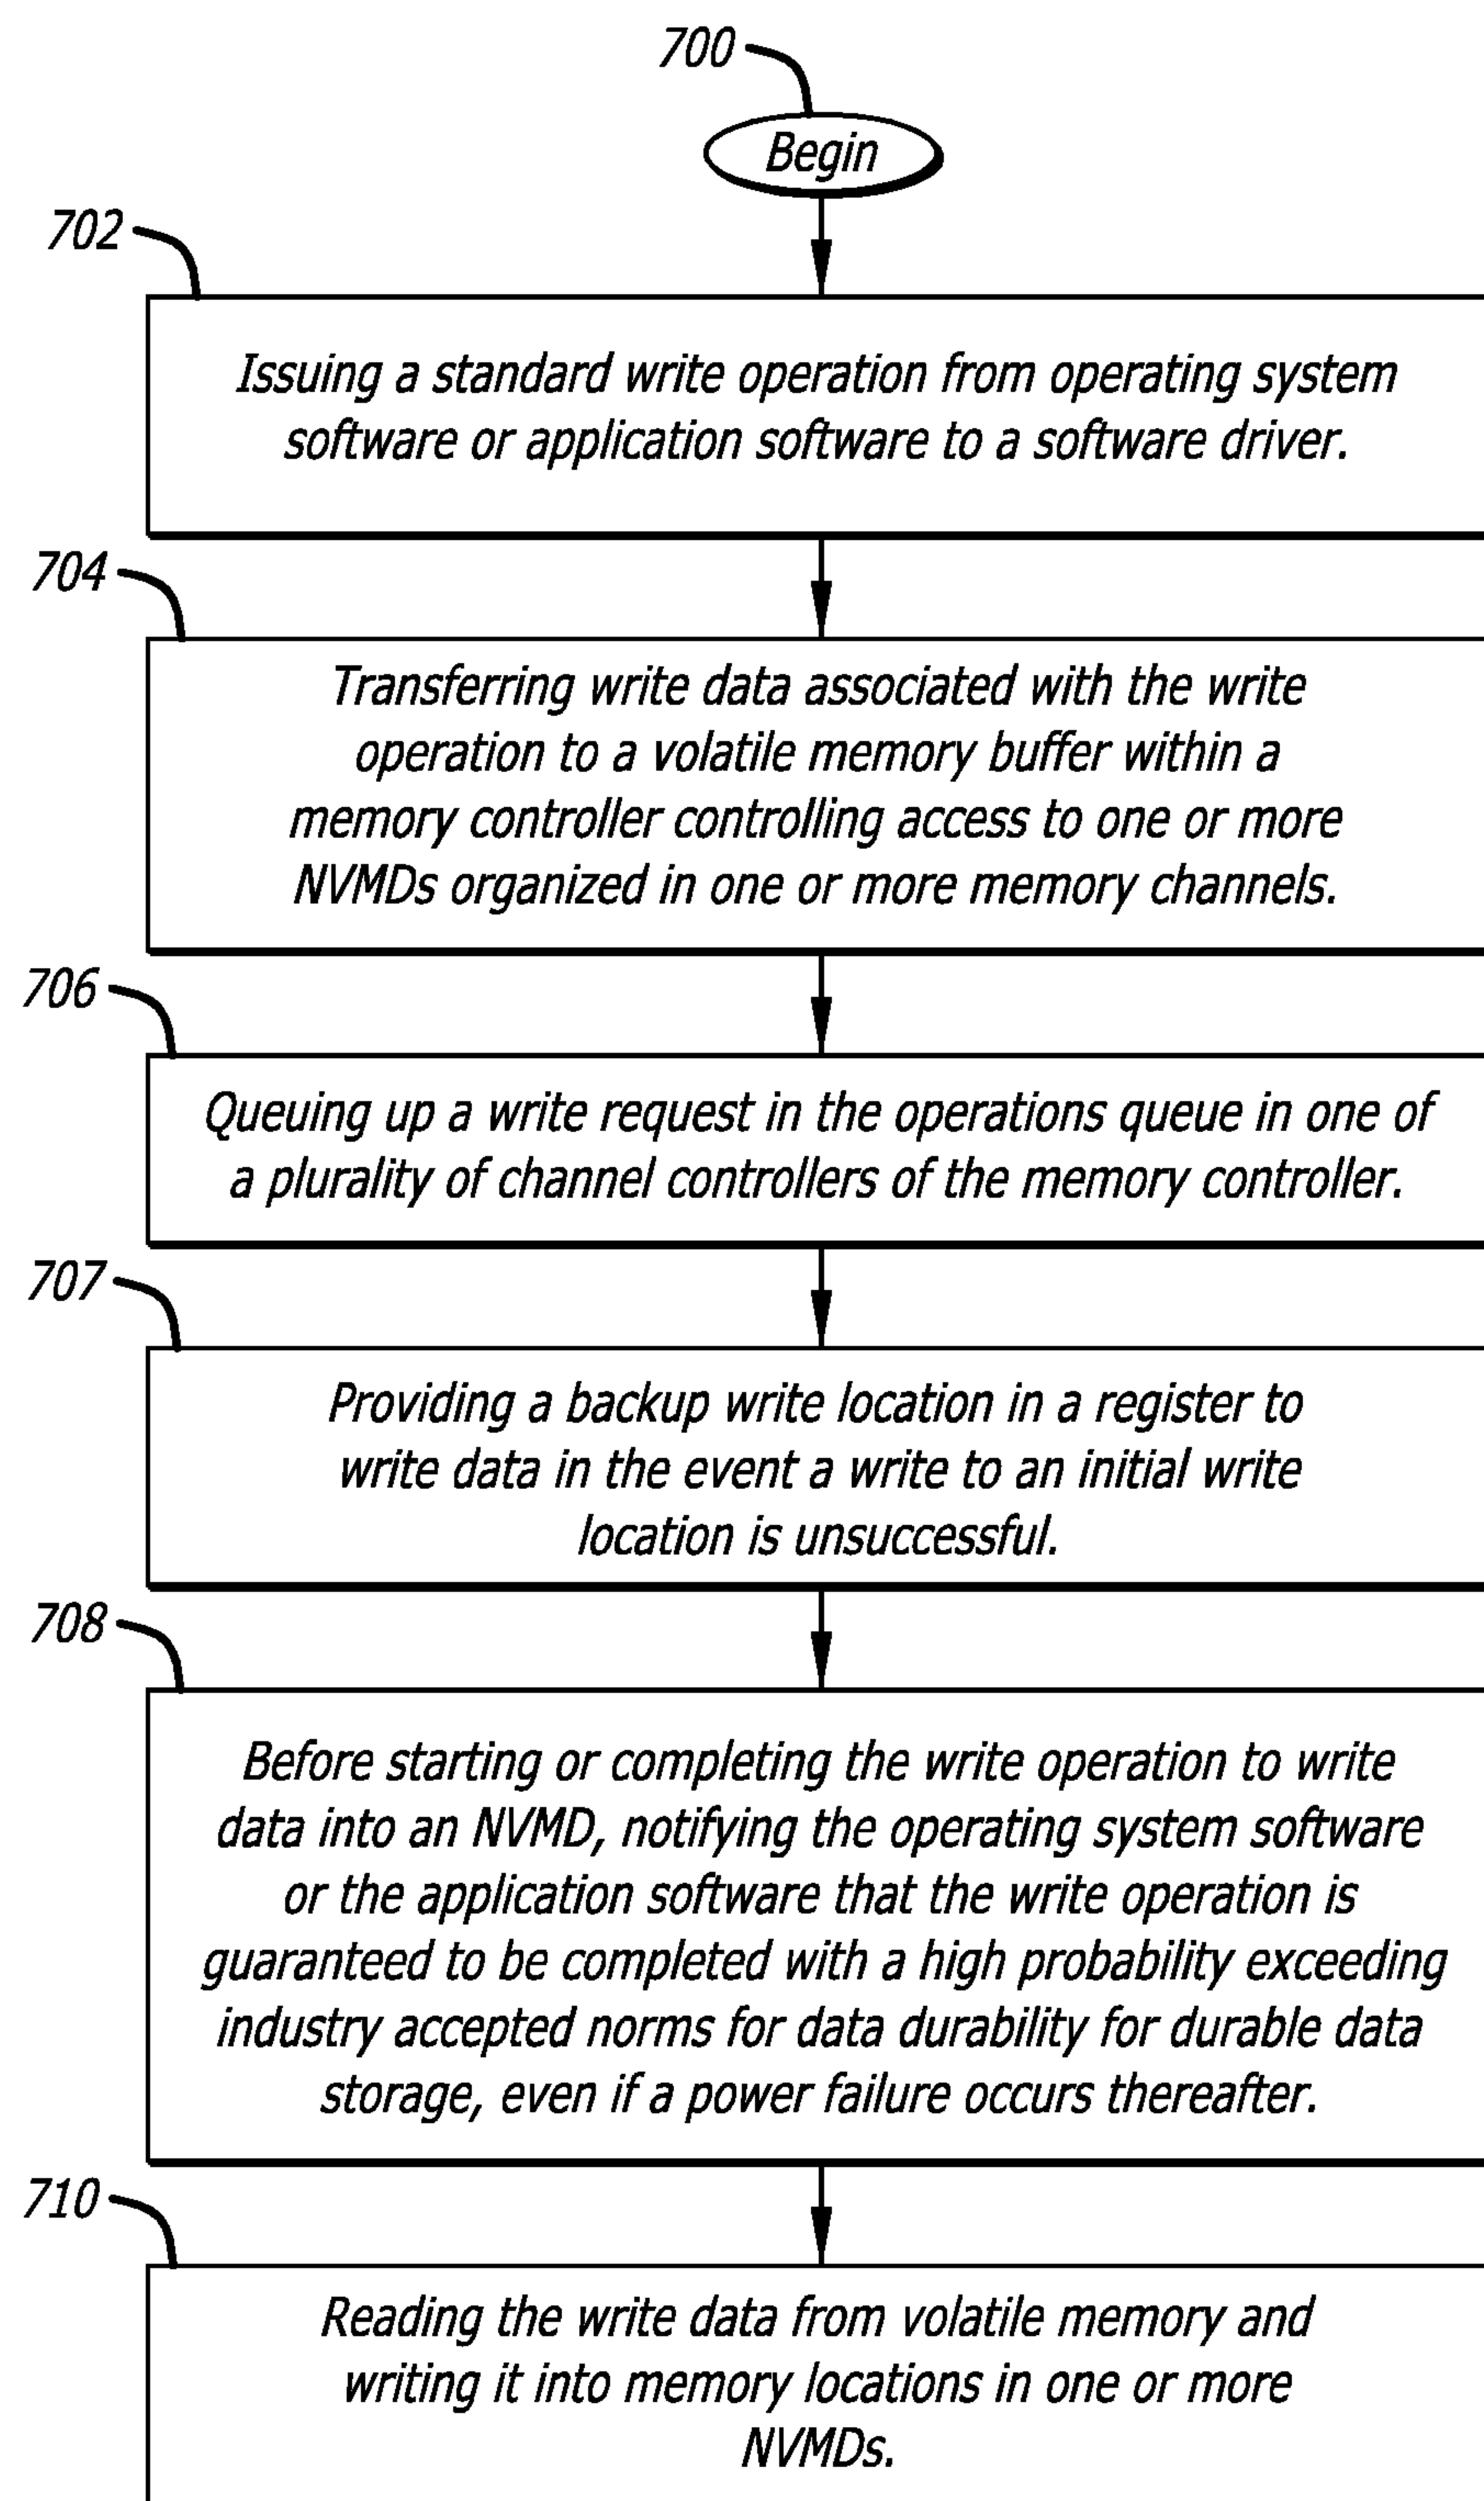 700
Begin
702
Issuing a standard write operation from operating system
software or application software to a software driver.
704
Transferring write data associated with the write
operation to a volatile memory buffer within a
memory controller controlling access to one or more
NVMDs organized in one or more memory channels.
706
Queuing up a write request in the operations queue in one of
a plurality of channel controllers of the memory controller.
707
Providing a backup write location in a register to
write data in the event a write to an initial write
location is unsuccessful.
708
Before starting or completing the write operation to write
data into an NVMD, notifying the operating system software
or the application software that the write operation is
guaranteed to be completed with a high probability exceeding
industry accepted norms for data durability for durable data
storage, even if a power failure occurs thereafter.
710
Reading the write data from volatile memory and
writing it into memory locations in one or more
NVMDs.